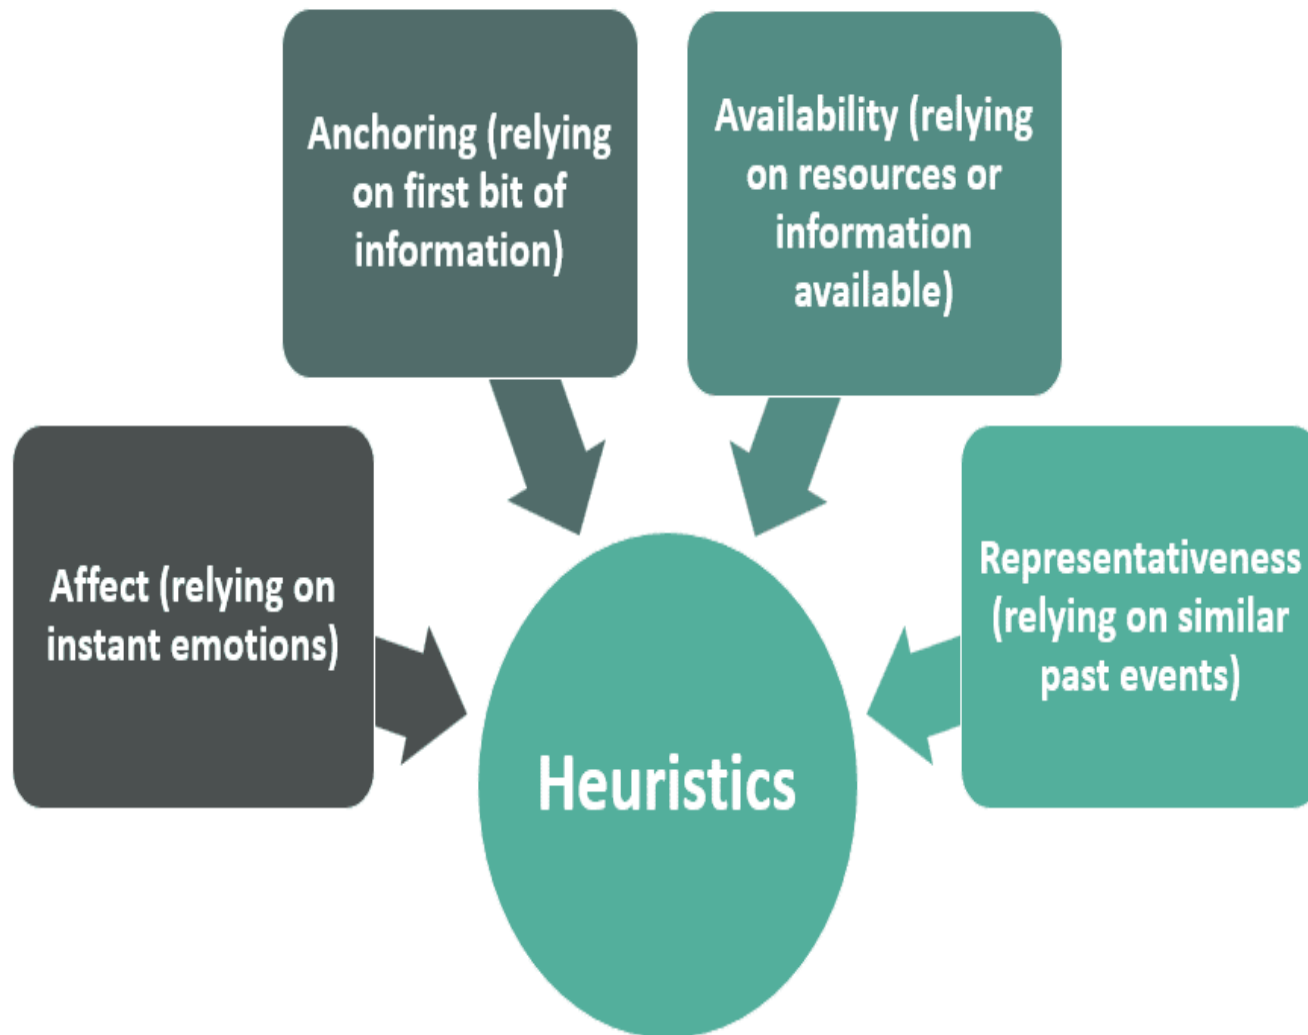 Anchoring (relying
on first bit of
information)
Availability (relying
on resources or
information
available)
Affect (relying on
instant emotions)
Representativeness
(relying on similar
past events)
Heuristics